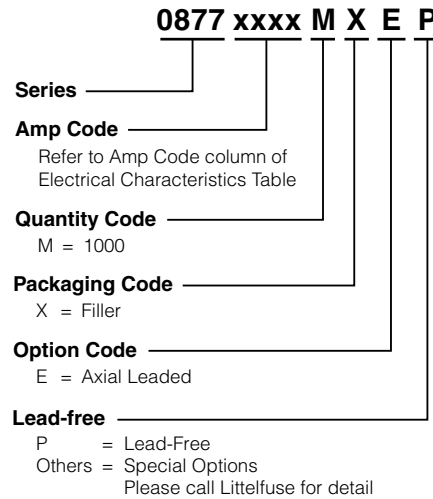 0877 xxxx M X E P
Series
Amp Code
Refer to Amp Code column of
Electrical Characteristics Table
Quantity Code
M = 1000
Packaging Code
X = Filler
Option Code
E = Axial Leaded
Lead-free
P = Lead-Free
Others = Special Options
Please call Littelfuse for detail